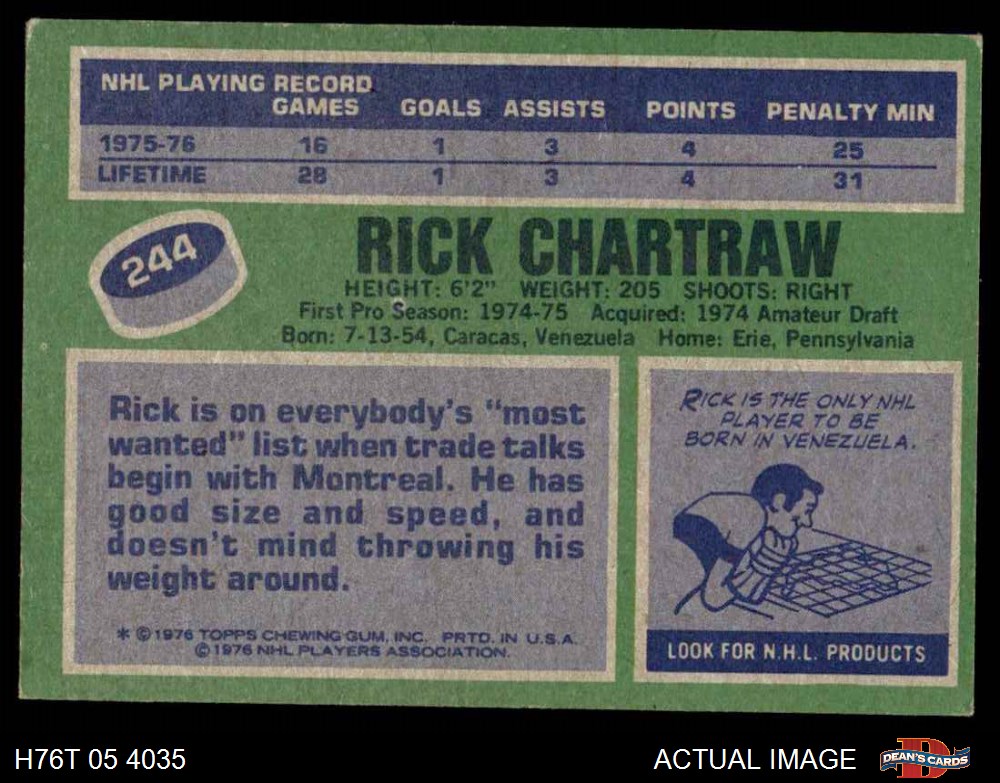 NHL PLAYING RECORD
GAMES GOALS ASSISTS POINTS PENALTY MIN
1975-76 16 1 3 4 25
LIFETIME 28 1 3 4 31
244
RICK CHARTRAW
HEIGHT: 6'2" WEIGHT: 205 SHOOTS: RIGHT
First Pro Season: 1974-75 Acquired: 1974 Amateur Draft
Born: 7-13-54, Caracas, Venezuela Home: Erie, Pennsylvania
Rick is on everybody's "most
wanted" list when trade talks
begin with Montreal. He has
good size and speed, and
doesn't mind throwing his
weight around.
* © 1976 TOPPS CHEWING GUM, INC. PRTD. IN U.S.A.
© 1976 NHL PLAYERS ASSOCIATION.
RICK IS THE ONLY NHL
PLAYER TO BE
BORN IN VENEZUELA.
LOOK FOR N.H.L. PRODUCTS
H76T 05 4035
ACTUAL IMAGE
D
DEAN'S CARDS